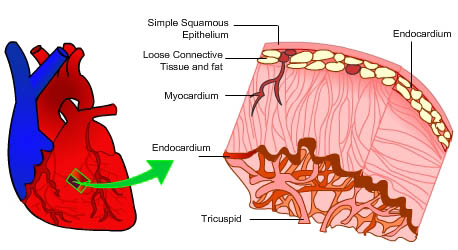 Simple Squamous
Epithelium
Endocardium
Loose Connective
Tissue and fat
Myocardium
Endocardium
Tricuspid